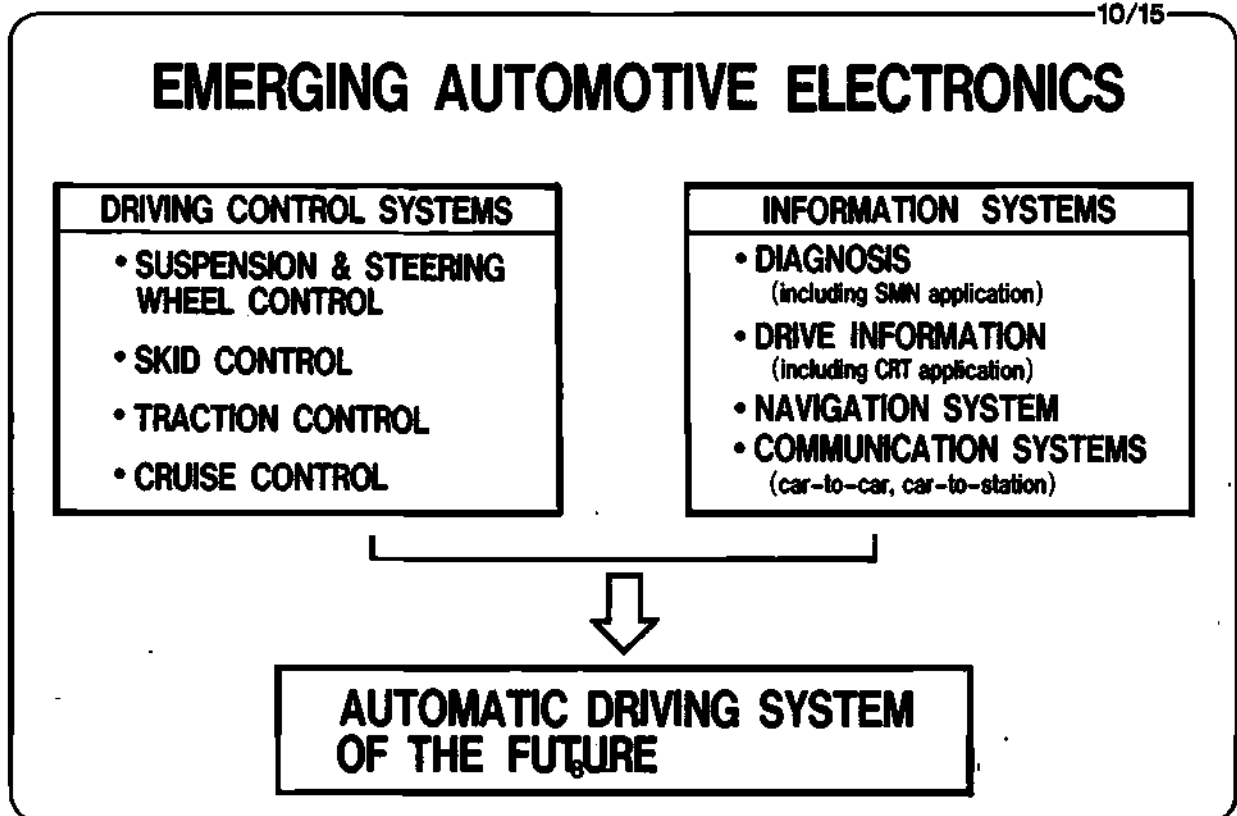 10/15
EMERGING AUTOMOTIVE ELECTRONICS
DRIVING CONTROL SYSTEMS
• SUSPENSION & STEERING
WHEEL CONTROL
• SKID CONTROL
• TRACTION CONTROL
• CRUISE CONTROL
INFORMATION SYSTEMS
• DIAGNOSIS
(including SMN application)
• DRIVE INFORMATION
(including CRT application)
• NAVIGATION SYSTEM
• COMMUNICATION SYSTEMS
(car-to-car, car-to-station)
AUTOMATIC DRIVING SYSTEM
OF THE FUTURE
8